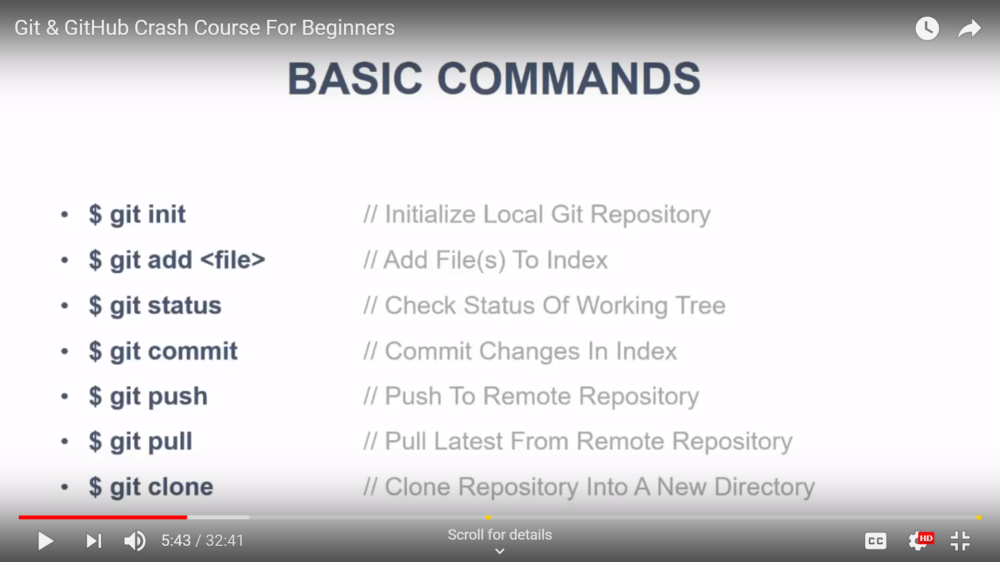 Git & GitHub Crash Course For Beginners
BASIC COMMANDS
• $ git init // Initialize Local Git Repository
• $ git add <file> // Add File(s) To Index
• $ git status // Check Status Of Working Tree
• $ git commit // Commit Changes In Index
• $ git push // Push To Remote Repository
• $ git pull // Pull Latest From Remote Repository
• $ git clone // Clone Repository Into A New Directory
5:43 / 32:41
Scroll for details
CC
HD